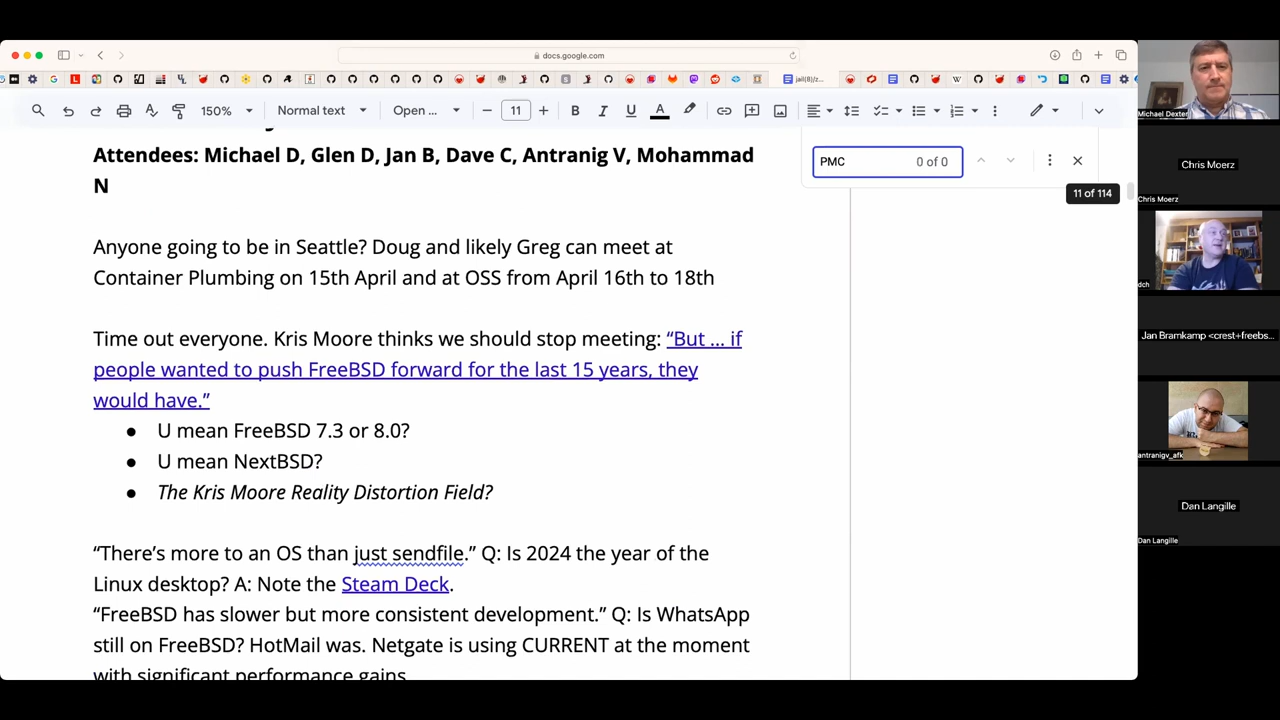 docs.google.com
jail(8)/z...
150%
Normal text
Open ...
11
Attendees: Michael D, Glen D, Jan B, Dave C, Antranig V, Mohammad
N
PMC
0 of 0
11 of 114
Anyone going to be in Seattle? Doug and likely Greg can meet at
Container Plumbing on 15th April and at OSS from April 16th to 18th
Time out everyone. Kris Moore thinks we should stop meeting: “But ... if
people wanted to push FreeBSD forward for the last 15 years, they
would have.”
● U mean FreeBSD 7.3 or 8.0?
● U mean NextBSD?
● The Kris Moore Reality Distortion Field?
“There’s more to an OS than just sendfile.” Q: Is 2024 the year of the
Linux desktop? A: Note the Steam Deck.
“FreeBSD has slower but more consistent development.” Q: Is WhatsApp
still on FreeBSD? HotMail was. Netgate is using CURRENT at the moment
with significant performance gains
Michael Dexter
Chris Moerz
Chris Moerz
dch
Jan Bramkamp <crest+freebs...
antranigv_afk
Dan Langille
Dan Langille